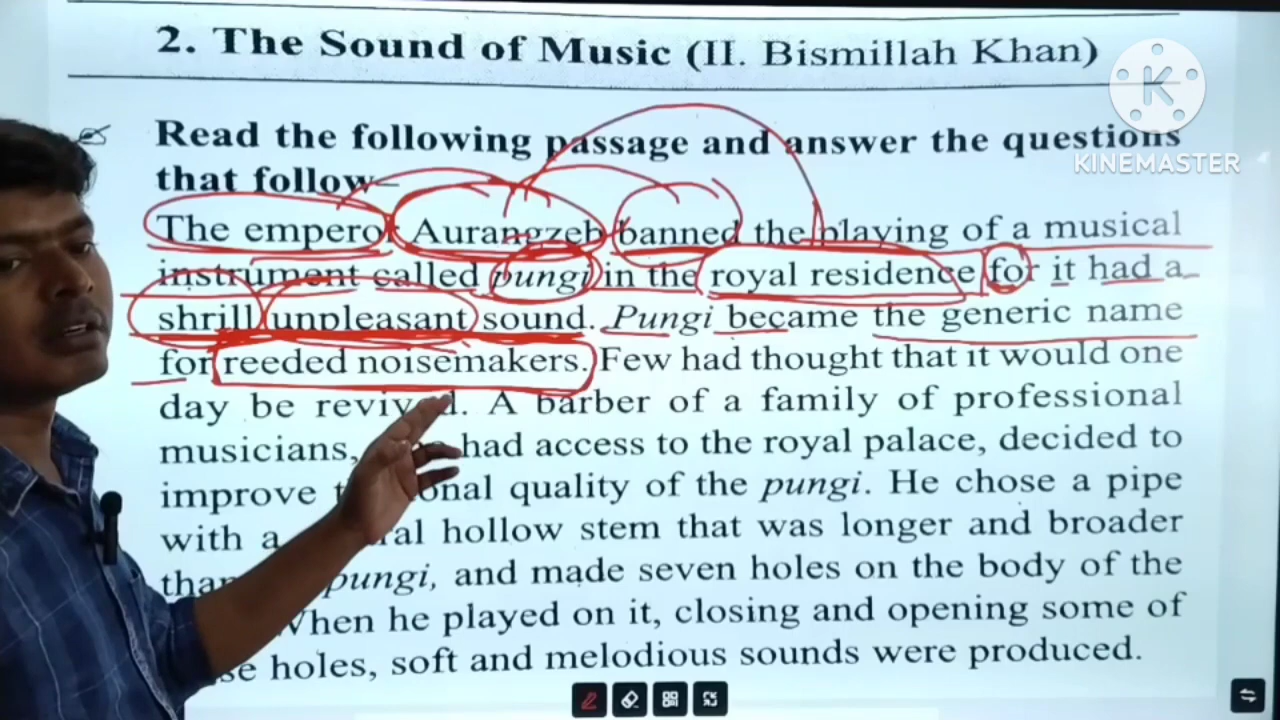 2. The Sound of Music (II. Bismillah Khan)
K
KINEMASTER
Read the following passage and answer the questions
that follow–
The emperor Aurangzeb banned the playing of a musical
instrument called pungi in the royal residence for it had a
shrill unpleasant sound. Pungi became the generic name
for reeded noisemakers. Few had thought that it would one
day be revived. A barber of a family of professional
musicians, had access to the royal palace, decided to
improve quality of the pungi. He chose a pipe
with a hollow stem that was longer and broader
pungi, and made seven holes on the body of the
When he played on it, closing and opening some of
holes, soft and melodious sounds were produced.